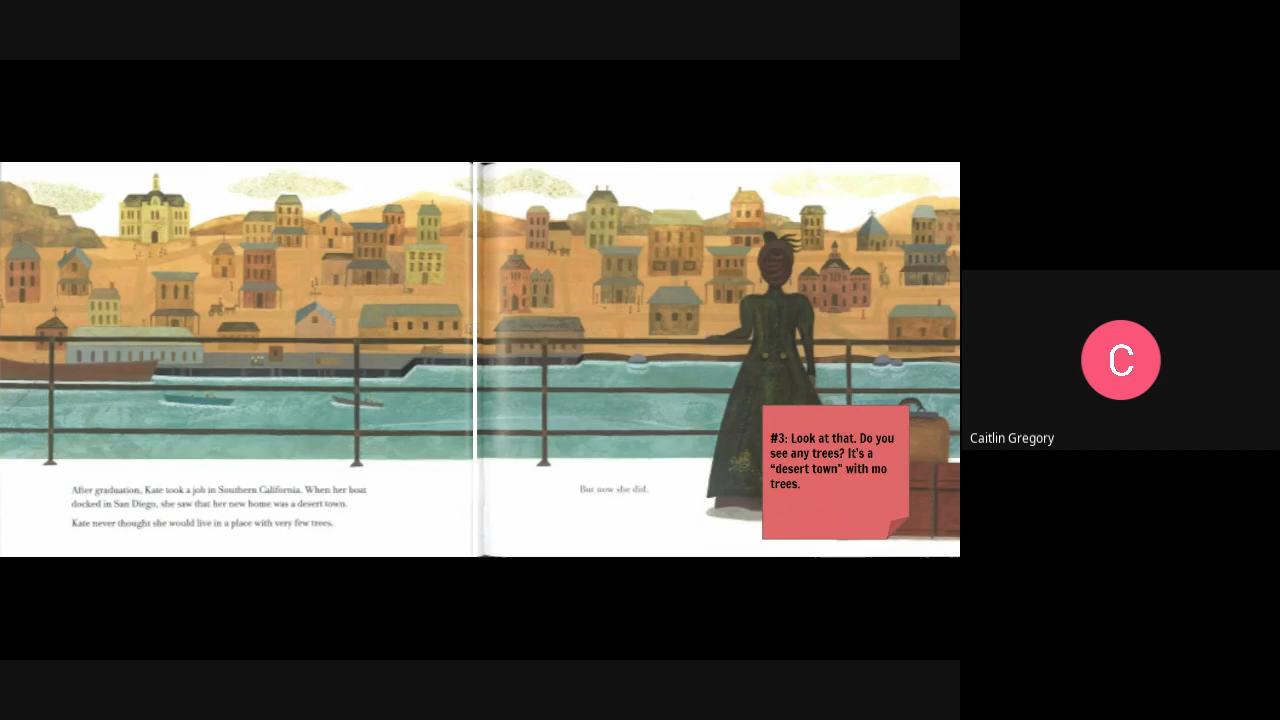 After graduation, Kate took a job in Southern California. When her boat
docked in San Diego, she saw that her new home was a desert town.
Kate never thought she would live in a place with very few trees.
But now she did.
#3: Look at that. Do you
see any trees? It's a
“desert town” with mo
trees.
C
Caitlin Gregory